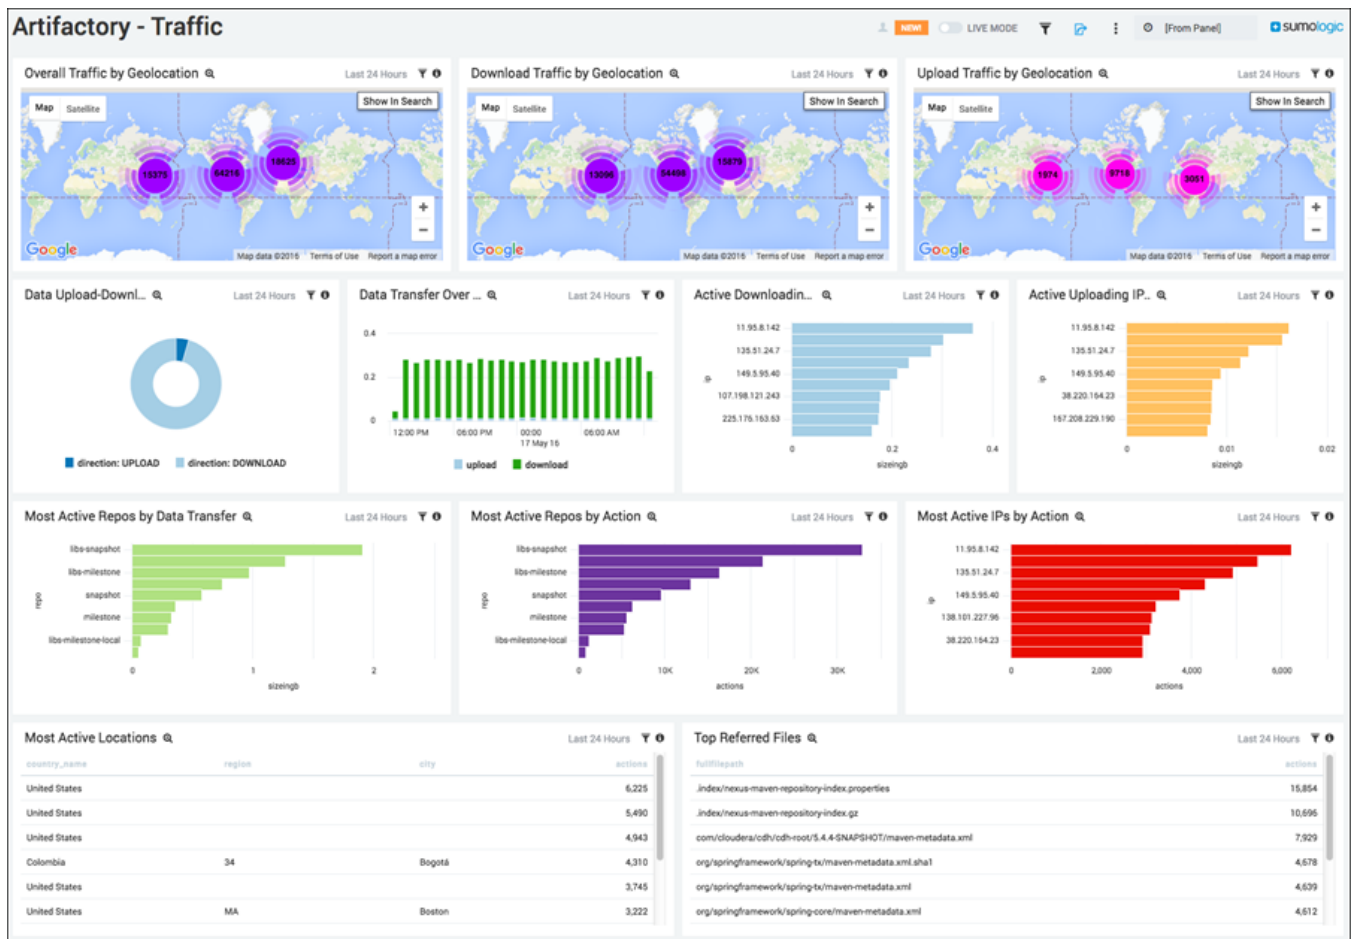 Artifactory - Traffic
NEW!
LIVE MODE
[From Panel]
sumologic
Overall Traffic by Geolocation
Last 24 Hours
Map
Satellite
Show In Search
15375
64216
18625
+
−
Google
Map data ©2016
Terms of Use
Report a map error
Download Traffic by Geolocation
Last 24 Hours
Map
Satellite
Show In Search
54498
15879
+
−
Google
Map data ©2016
Terms of Use
Report a map error
Upload Traffic by Geolocation
Last 24 Hours
Map
Satellite
Show In Search
9718
3051
+
−
Google
Map data ©2016
Terms of Use
Report a map error
Data Upload-Downl...
Last 24 Hours
direction: UPLOAD
direction: DOWNLOAD
Data Transfer Over ...
Last 24 Hours
0.4
0.2
0
12:00 PM
06:00 PM
00:00
17 May 16
06:00 AM
upload
download
Active Downloadin...
Last 24 Hours
11.95.8.142
135.51.24.7
149.5.95.40
107.198.121.243
225.176.163.63
ip
0
0.2
0.4
sizeingb
Active Uploading IP..
Last 24 Hours
11.95.8.142
135.51.24.7
149.5.95.40
38.220.164.23
167.208.229.190
ip
0
0.01
0.02
sizeingb
Most Active Repos by Data Transfer
Last 24 Hours
libs-snapshot
libs-milestone
snapshot
milestone
libs-milestone-local
repo
0
1
2
sizeingb
Most Active Repos by Action
Last 24 Hours
libs-snapshot
libs-milestone
snapshot
milestone
libs-milestone-local
repo
0
10K
20K
30K
actions
Most Active IPs by Action
Last 24 Hours
11.95.8.142
135.51.24.7
149.5.95.40
138.101.227.96
38.220.164.23
ip
0
2,000
4,000
6,000
actions
Most Active Locations
Last 24 Hours
country_name region city actions
United States 6,225
United States 5,490
United States 4,943
Colombia 34 Bogotá 4,310
United States 3,745
United States MA Boston 3,222
Top Referred Files
Last 24 Hours
fullfilepath actions
.index/nexus-maven-repository-index.properties 15,854
.index/nexus-maven-repository-index.gz 10,695
com/cloudera/cdh/cdh-root/5.4.4-SNAPSHOT/maven-metadata.xml 7,929
org/springframework/spring-tx/maven-metadata.xml.sha1 4,678
org/springframework/spring-tx/maven-metadata.xml 4,639
org/springframework/spring-core/maven-metadata.xml 4,612